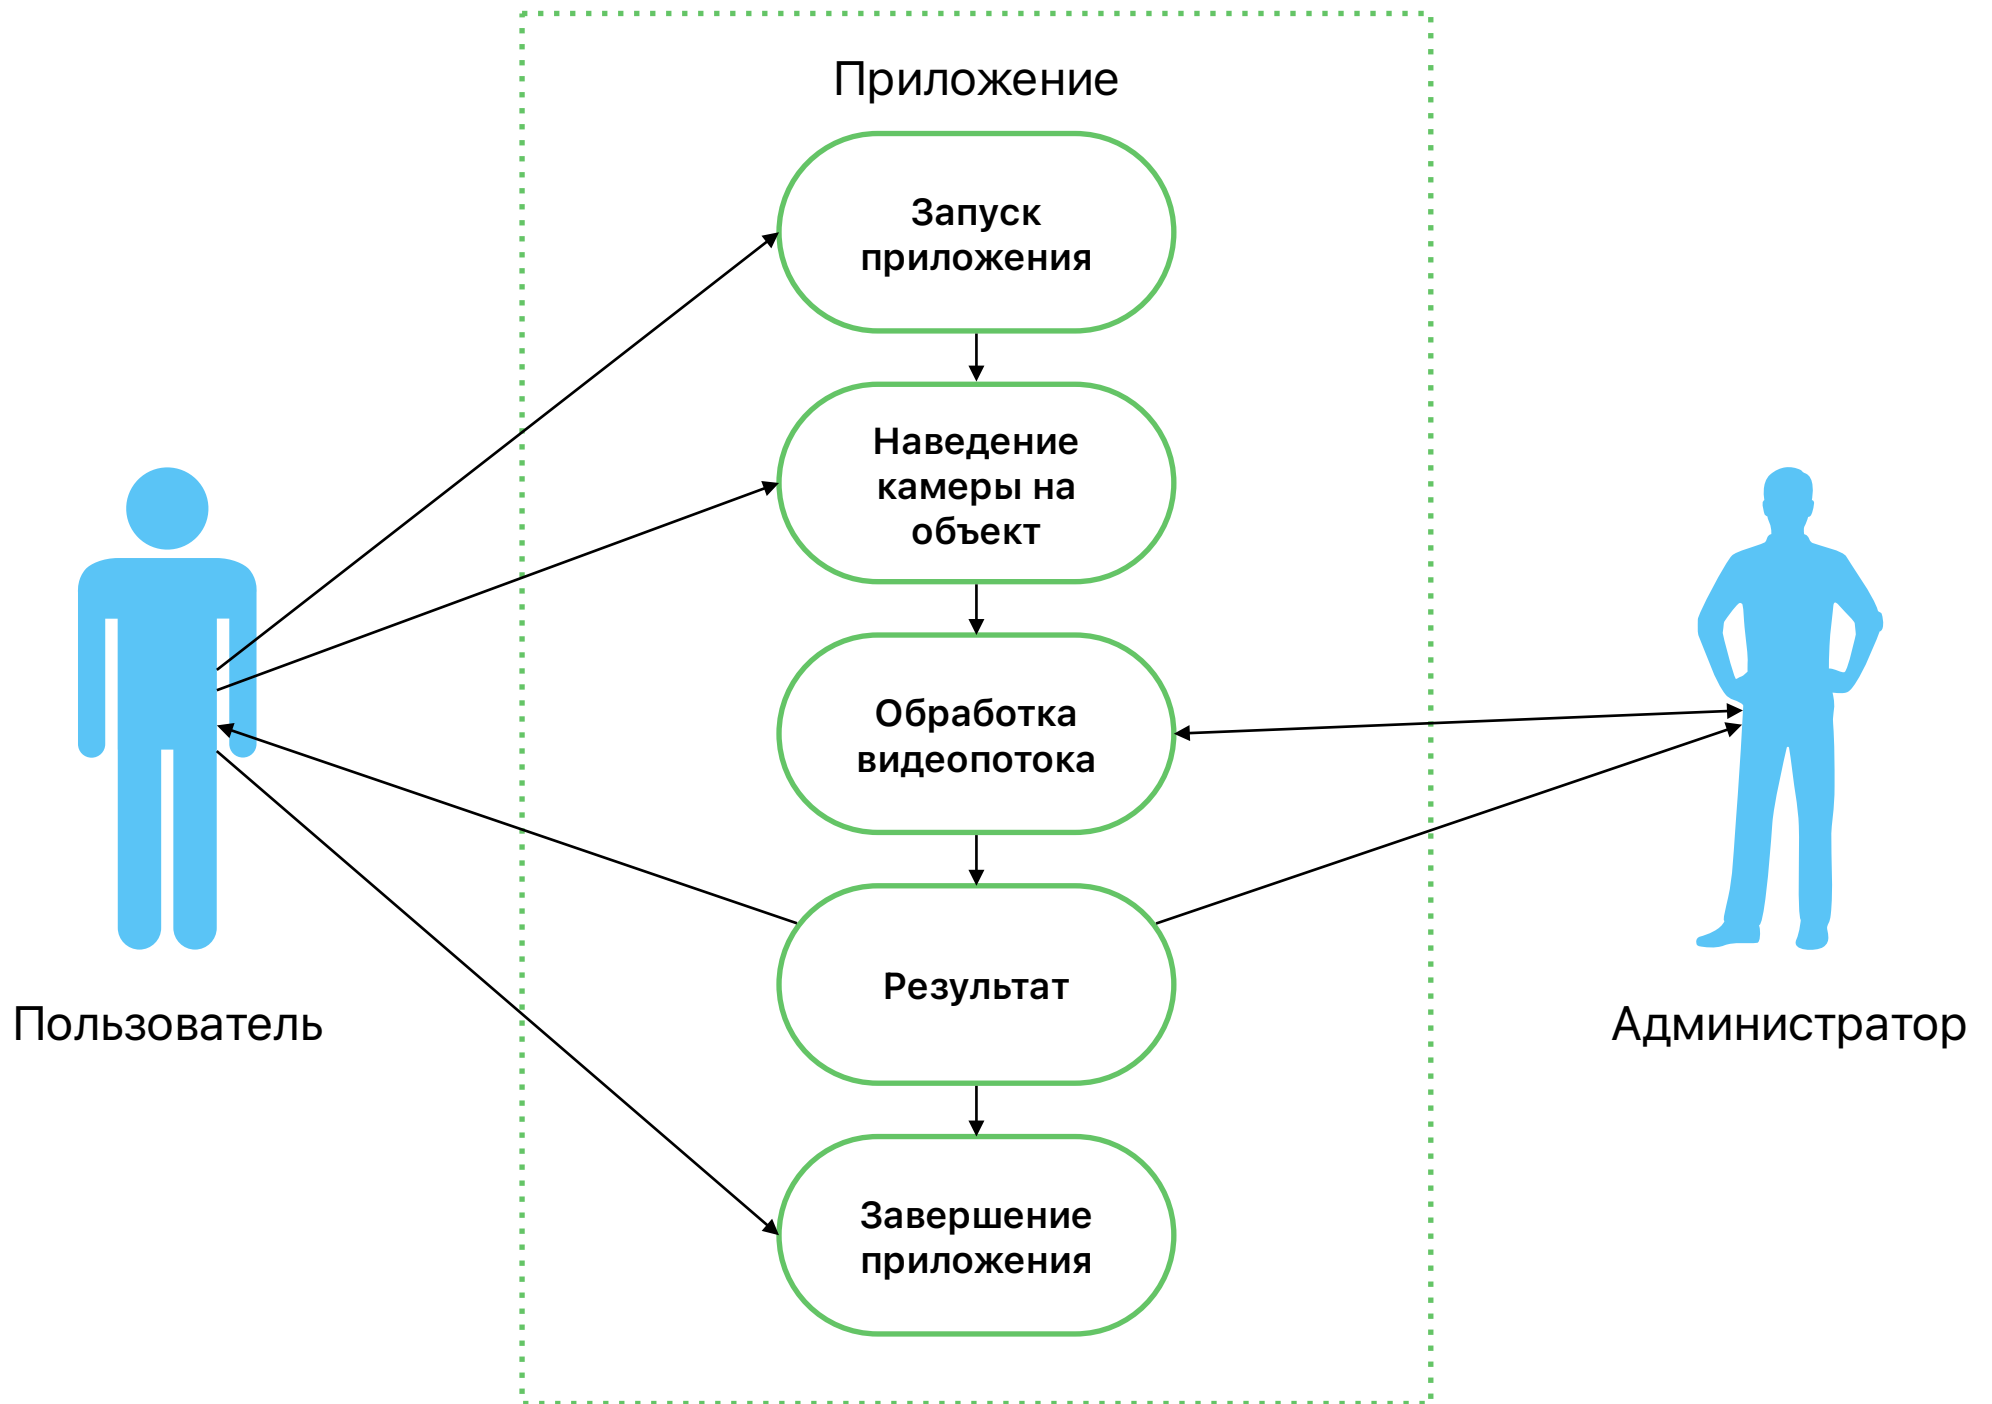 Приложение
Запуск
приложения
Наведение
камеры на
объект
Обработка
видеопотока
Результат
Пользователь
Администратор
Завершение
приложения